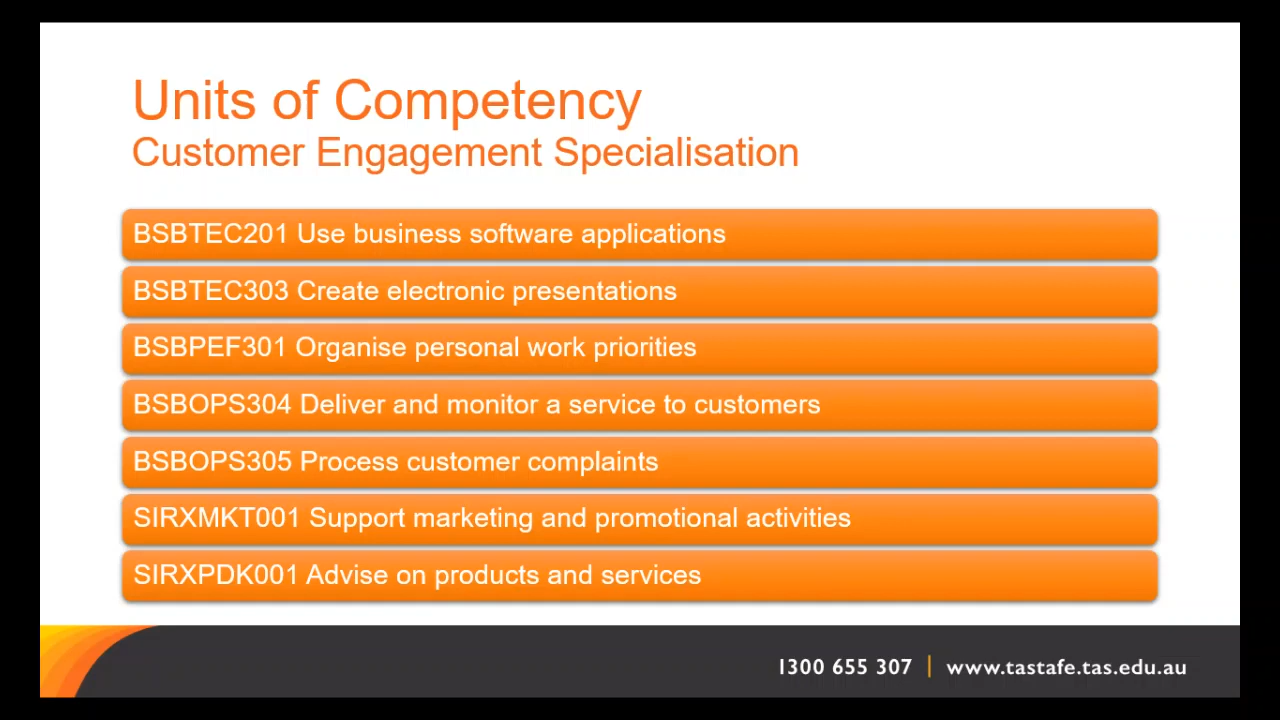 Units of Competency
Customer Engagement Specialisation
BSBTEC201 Use business software applications
BSBTEC303 Create electronic presentations
BSBPEF301 Organise personal work priorities
BSBOPS304 Deliver and monitor a service to customers
BSBOPS305 Process customer complaints
SIRXMKT001 Support marketing and promotional activities
SIRXPDK001 Advise on products and services
1300 655 307 | www.tastafe.tas.edu.au